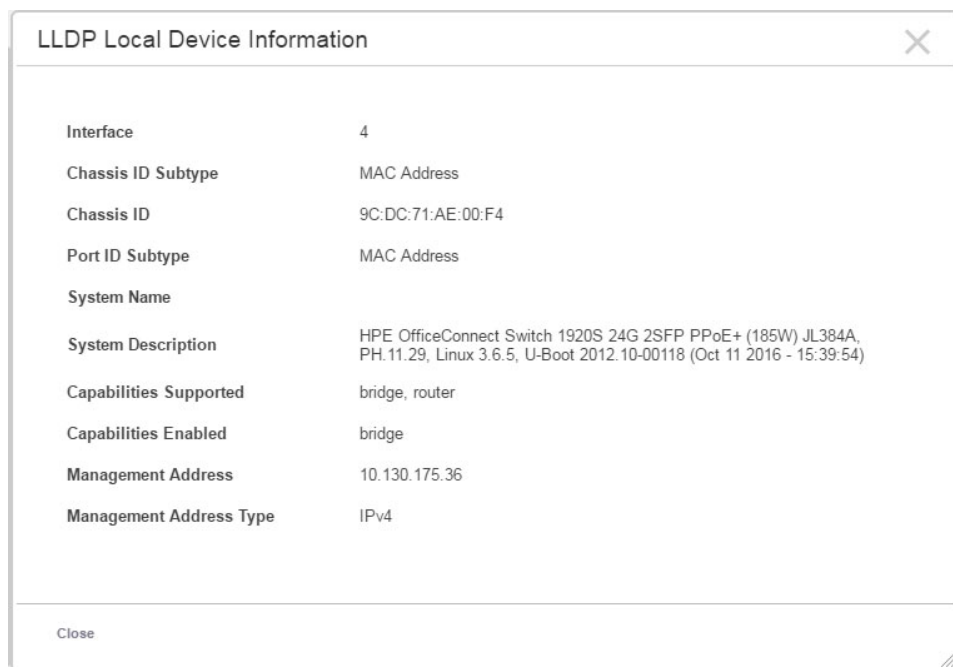 LLDP Local Device Information
Interface 4
Chassis ID Subtype MAC Address
Chassis ID 9C:DC:71:AE:00:F4
Port ID Subtype MAC Address
System Name
System Description HPE OfficeConnect Switch 1920S 24G 2SFP PPoE+ (185W) JL384A,
PH.11.29, Linux 3.6.5, U-Boot 2012.10-00118 (Oct 11 2016 - 15:39:54)
Capabilities Supported bridge, router
Capabilities Enabled bridge
Management Address 10.130.175.36
Management Address Type IPv4
Close